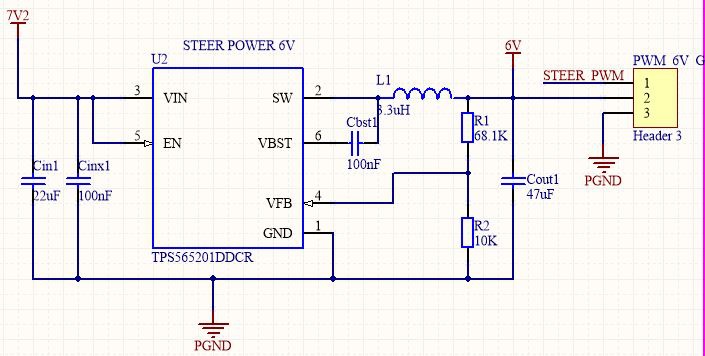 7V2
STEER POWER 6V
U2
3 VIN
SW 2
5 EN
VBST 6
VFB 4
GND 1
TPS565201DDCR
Cin1
22uF
Cinx1
100nF
PGND
L1
3.3uH
Cbst1
100nF
R1
68.1K
R2
10K
6V
Cout1
47uF
STEER_PWM
PWM_6V_G
1
2
3
Header 3
PGND